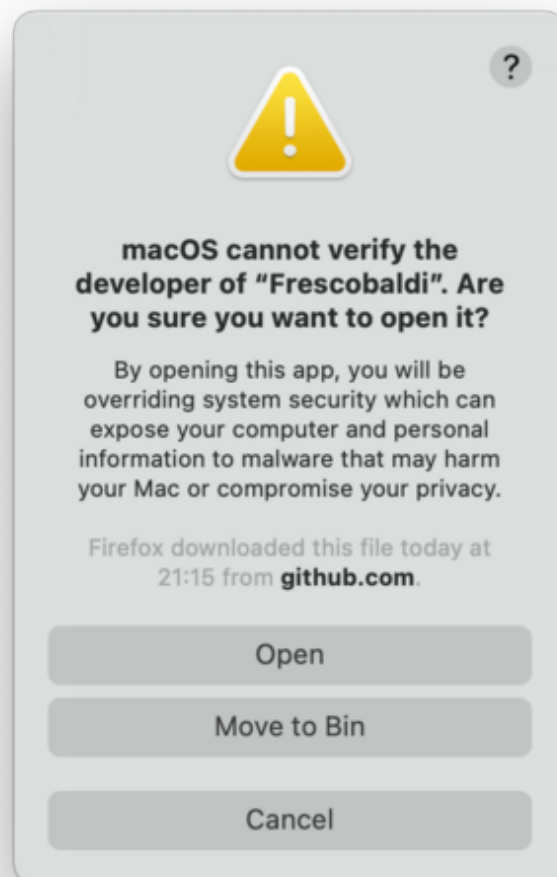 ?
macOS cannot verify the
developer of “Frescobaldi”. Are
you sure you want to open it?
By opening this app, you will be
overriding system security which can
expose your computer and personal
information to malware that may harm
your Mac or compromise your privacy.
Firefox downloaded this file today at
21:15 from github.com.
Open
Move to Bin
Cancel